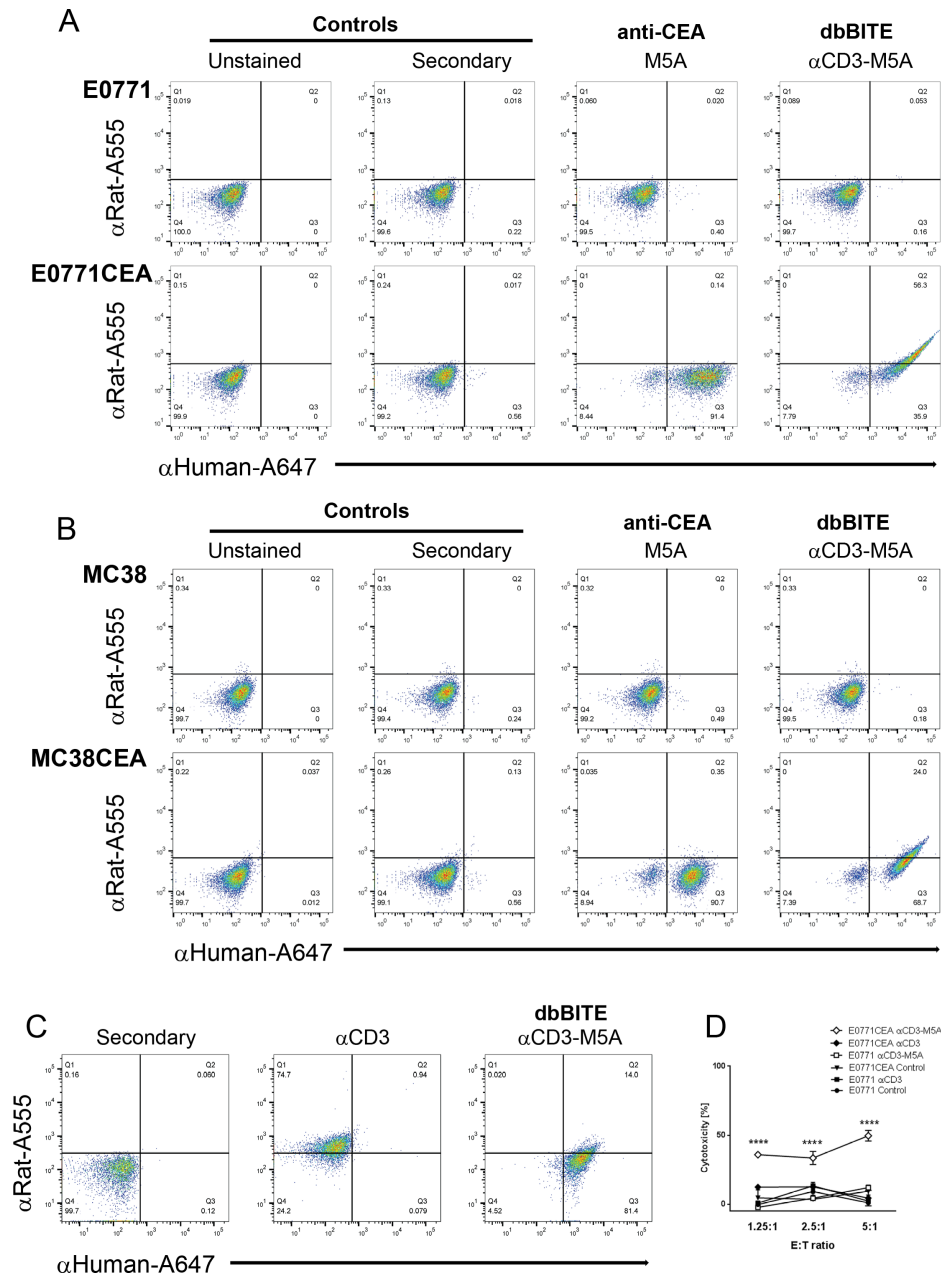 A
Controls
anti-CEA
dbBITE
Unstained
Secondary
M5A
αCD3-M5A
E0771
αRat-A555
Q1
0.019
Q2
0
Q4
100.0
Q3
0
Q1
0.13
Q2
0.018
Q4
99.6
Q3
0.22
Q1
0.060
Q2
0.020
Q4
99.5
Q3
0.40
Q1
0.089
Q2
0.053
Q4
99.7
Q3
0.16
E0771CEA
αRat-A555
Q1
0.15
Q2
0
Q4
99.9
Q3
0
Q1
0.24
Q2
0.017
Q4
99.2
Q3
0.56
Q1
0
Q2
0.14
Q4
8.44
Q3
91.4
Q1
0
Q2
56.3
Q4
7.79
Q3
35.9
αHuman-A647
B
Controls
anti-CEA
dbBITE
Unstained
Secondary
M5A
αCD3-M5A
MC38
αRat-A555
Q1
0.34
Q2
0
Q4
99.7
Q3
0
Q1
0.33
Q2
0
Q4
99.4
Q3
0.24
Q1
0.32
Q2
0
Q4
99.2
Q3
0.49
Q1
0.33
Q2
0
Q4
99.5
Q3
0.18
MC38CEA
αRat-A555
Q1
0.22
Q2
0.037
Q4
99.7
Q3
0.012
Q1
0.26
Q2
0.13
Q4
99.1
Q3
0.56
Q1
0.035
Q2
0.35
Q4
8.94
Q3
90.7
Q1
0
Q2
24.0
Q4
7.39
Q3
68.7
αHuman-A647
C
Secondary
αCD3
dbBITE
αCD3-M5A
αRat-A555
Q1
0.16
Q2
0.060
Q4
99.7
Q3
0.12
Q1
74.7
Q2
0.94
Q4
24.2
Q3
0.079
Q1
0.020
Q2
14.0
Q4
4.52
Q3
81.4
αHuman-A647
D
E0771CEA αCD3-M5A
E0771CEA αCD3
E0771 αCD3-M5A
E0771CEA Control
E0771 αCD3
E0771 Control
Cytotoxicity [%]
100
50
0
**** **** ****
1.25:1 2.5:1 5:1
E:T ratio